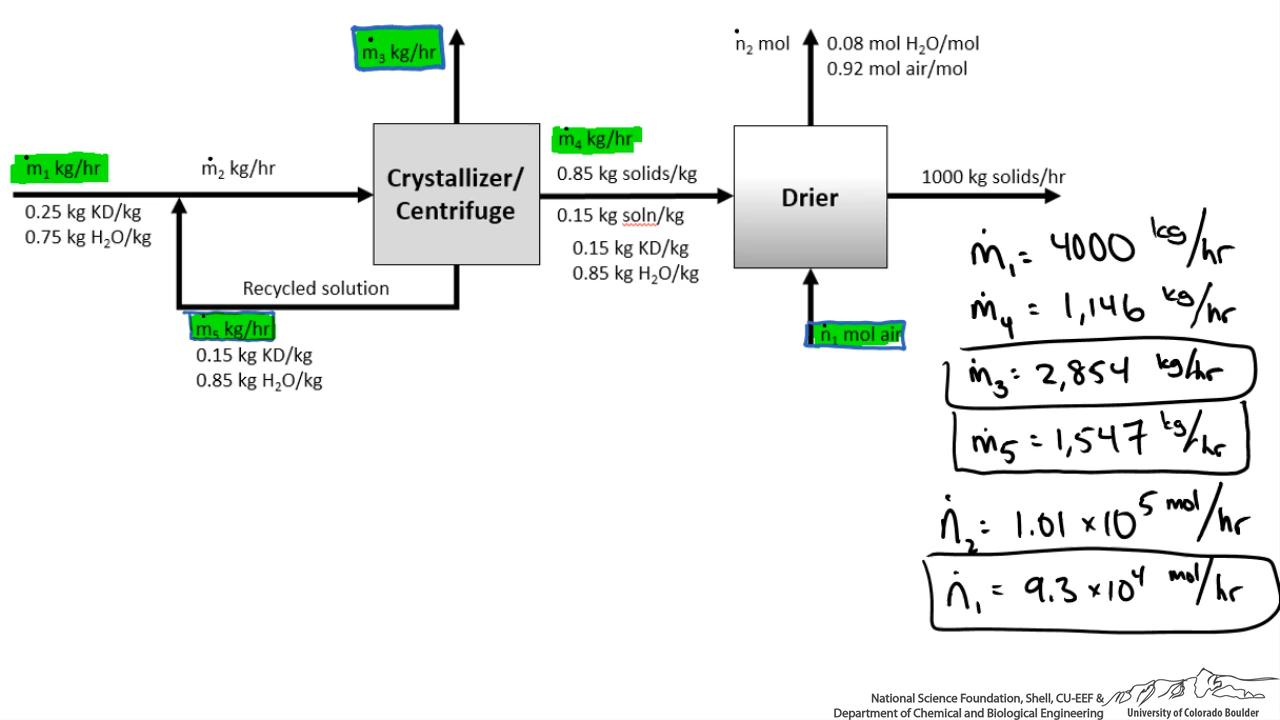 ṁ₃ kg/hr
ṅ₂ mol
0.08 mol H₂O/mol
0.92 mol air/mol
ṁ₁ kg/hr
ṁ₂ kg/hr
0.25 kg KD/kg
0.75 kg H₂O/kg
Crystallizer/
Centrifuge
ṁ₄ kg/hr
0.85 kg solids/kg
0.15 kg soln/kg
0.15 kg KD/kg
0.85 kg H₂O/kg
Drier
1000 kg solids/hr
Recycled solution
ṁ₅ kg/hr
0.15 kg KD/kg
0.85 kg H₂O/kg
ṅ₁ mol air
ṁ₁ = 4000 kg/hr
ṁ₄ = 1,146 kg/hr
ṁ₃ = 2,854 kg/hr
ṁ₅ = 1,547 kg/hr
ṅ₂ = 1.01 × 10⁵ mol/hr
ṅ₁ = 9.3 × 10⁴ mol/hr
National Science Foundation, Shell, CU-EEF &
Department of Chemical and Biological Engineering
University of Colorado Boulder